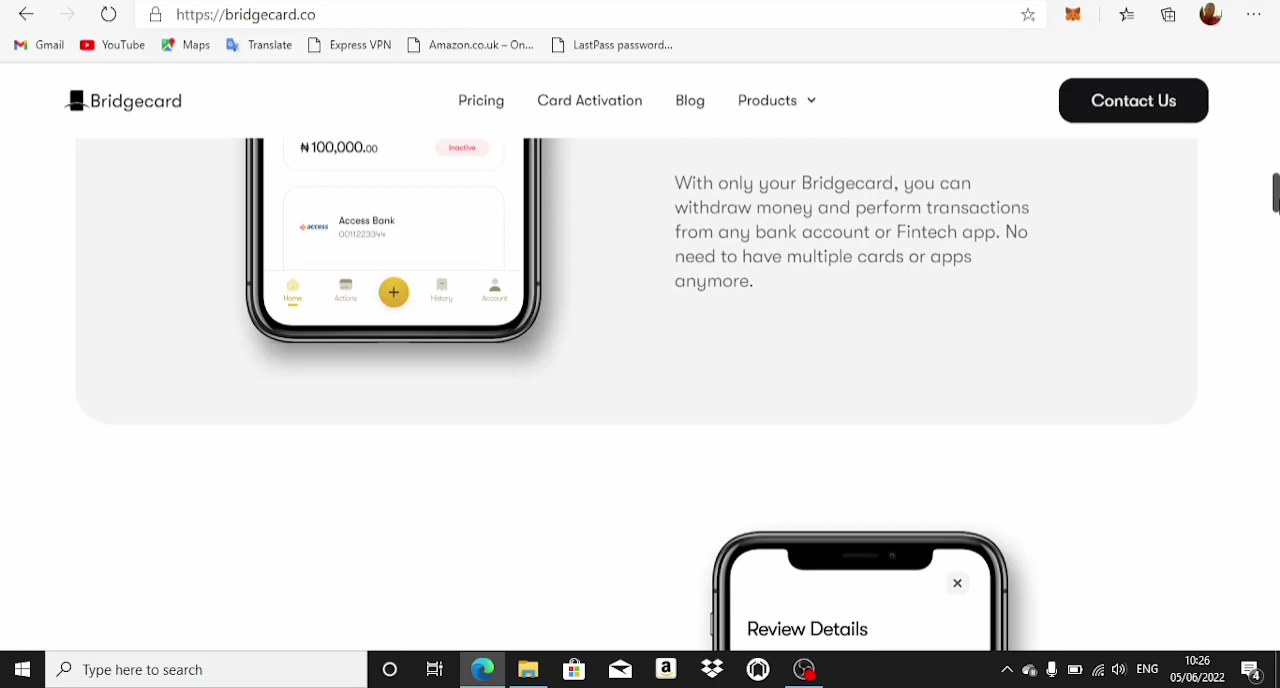 https://bridgecard.co
Gmail YouTube Maps Translate Express VPN Amazon.co.uk – On... LastPass password...
Bridgecard
Pricing Card Activation Blog Products
Contact Us
₦100,000.00 Inactive
Access Bank
access
0011223344
Home Actions History Account
With only your Bridgecard, you can
withdraw money and perform transactions
from any bank account or Fintech app. No
need to have multiple cards or apps
anymore.
Review Details
Type here to search
ENG
10:26
05/06/2022
4